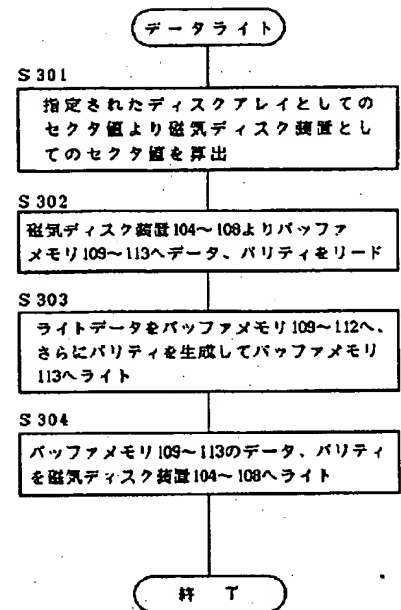 データライト
S301
指定されたディスクアレイとしての
セクタ値より磁気ディスク装置とし
てのセクタ値を算出
S302
磁気ディスク装置104～108よりバッファ
メモリ109～113へデータ、パリティをリード
S303
ライトデータをバッファメモリ109～112へ、
さらにパリティを生成してバッファメモリ
113へライト
S304
バッファメモリ109～113のデータ、パリティ
を磁気ディスク装置104～108へライト
終 了